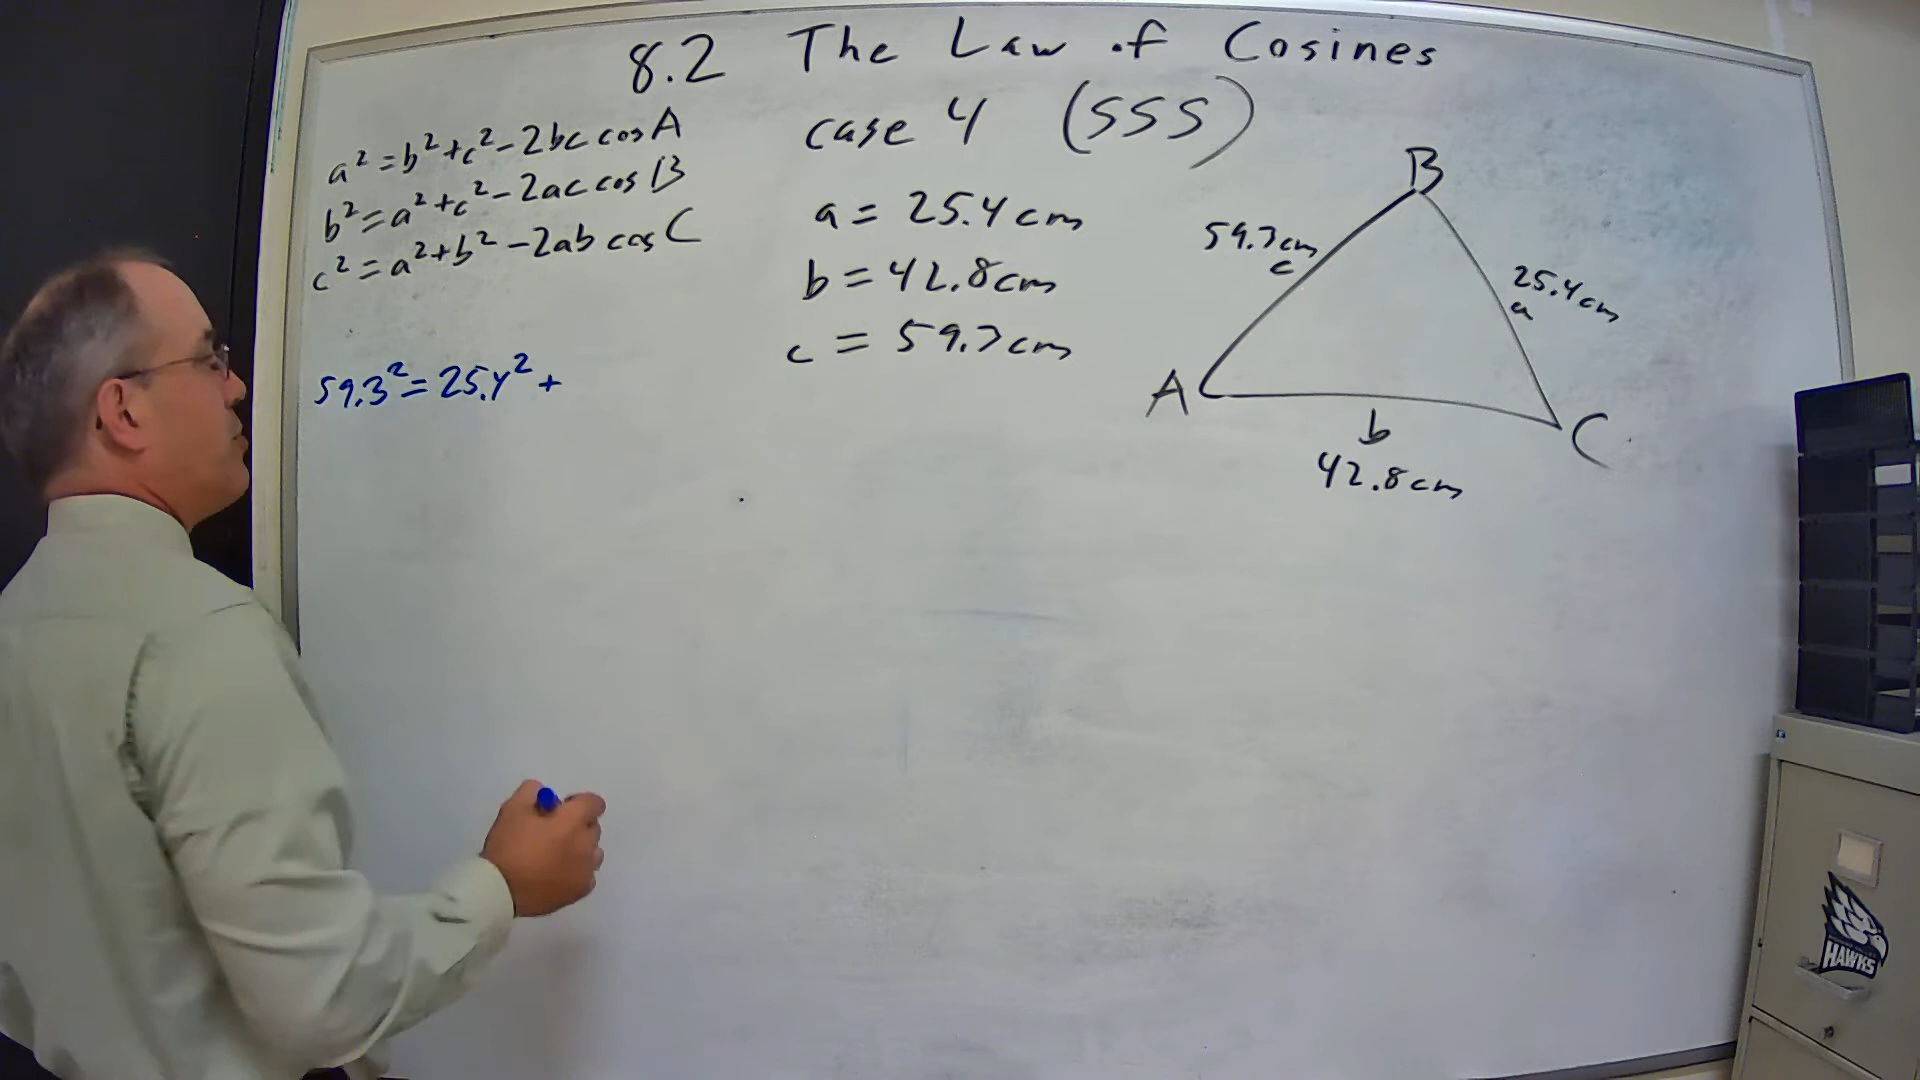 8.2 The Law of Cosines
case 4 (SSS)
a² = b² + c² - 2bc cos A
b² = a² + c² - 2ac cos B
c² = a² + b² - 2ab cos C
a = 25.4 cm
b = 42.8 cm
c = 59.3 cm
59.3² = 25.4² +
B
59.3 cm
c
25.4 cm
a
A
b
C
42.8 cm
HAWKS